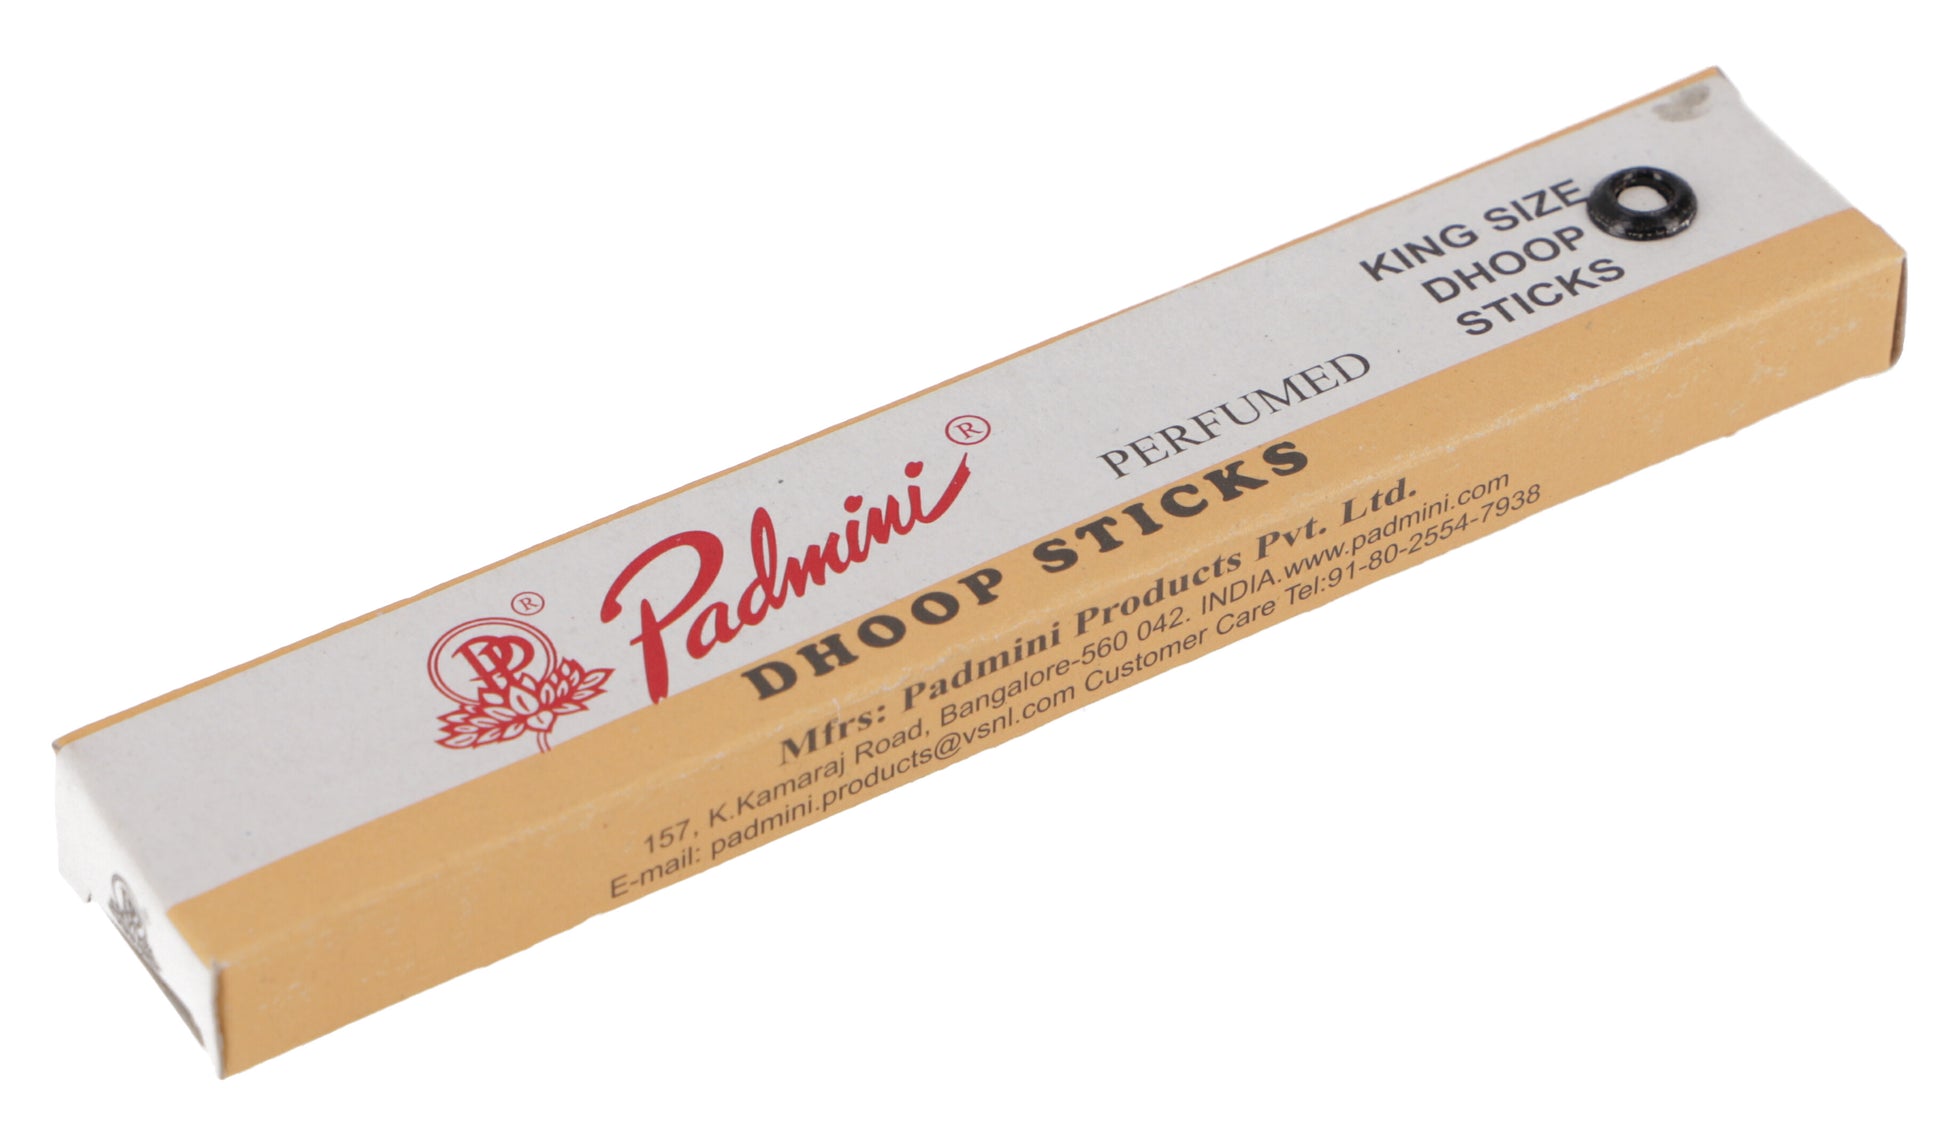 KING SIZE
DHOOP
STICKS
PERFUMED
Padmini ®
PP ®
DHOOP STICKS
Mfrs: Padmini Products Pvt. Ltd.
157, K.Kamaraj Road, Bangalore-560 042. INDIA.www.padmini.com
E-mail: padmini.products@vsnl.com Customer Care Tel:91-80-2554-7938